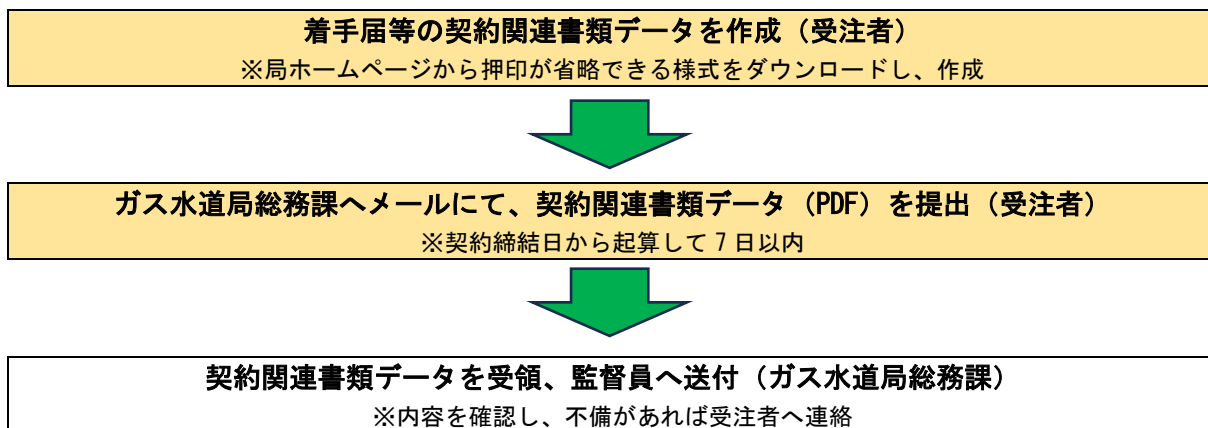 着手届等の契約関連書類データを作成（受注者）
※局ホームページから押印が省略できる様式をダウンロードし、作成
ガス水道局総務課へメールにて、契約関連書類データ（PDF）を提出（受注者）
※契約締結日から起算して７日以内
契約関連書類データを受領、監督員へ送付（ガス水道局総務課）
※内容を確認し、不備があれば受注者へ連絡